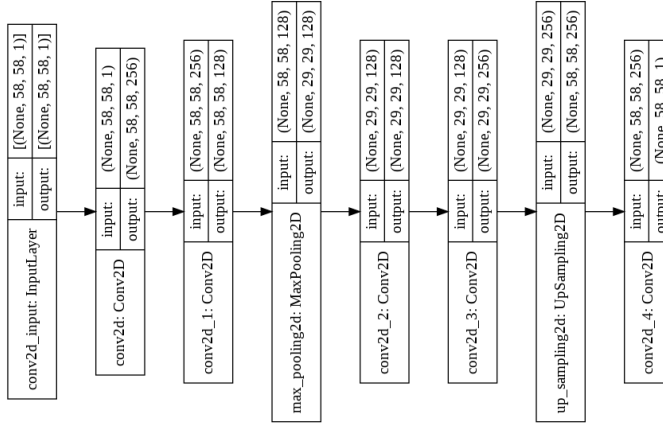 conv2d_input: InputLayer
input:
[(None, 58, 58, 1)]
output:
[(None, 58, 58, 1)]
conv2d: Conv2D
input:
(None, 58, 58, 1)
output:
(None, 58, 58, 256)
conv2d_1: Conv2D
input:
(None, 58, 58, 256)
output:
(None, 58, 58, 128)
max_pooling2d: MaxPooling2D
input:
(None, 58, 58, 128)
output:
(None, 29, 29, 128)
conv2d_2: Conv2D
input:
(None, 29, 29, 128)
output:
(None, 29, 29, 128)
conv2d_3: Conv2D
input:
(None, 29, 29, 128)
output:
(None, 29, 29, 256)
up_sampling2d: UpSampling2D
input:
(None, 29, 29, 256)
output:
(None, 58, 58, 256)
conv2d_4: Conv2D
input:
(None, 58, 58, 256)
output:
(None, 58, 58, 1)